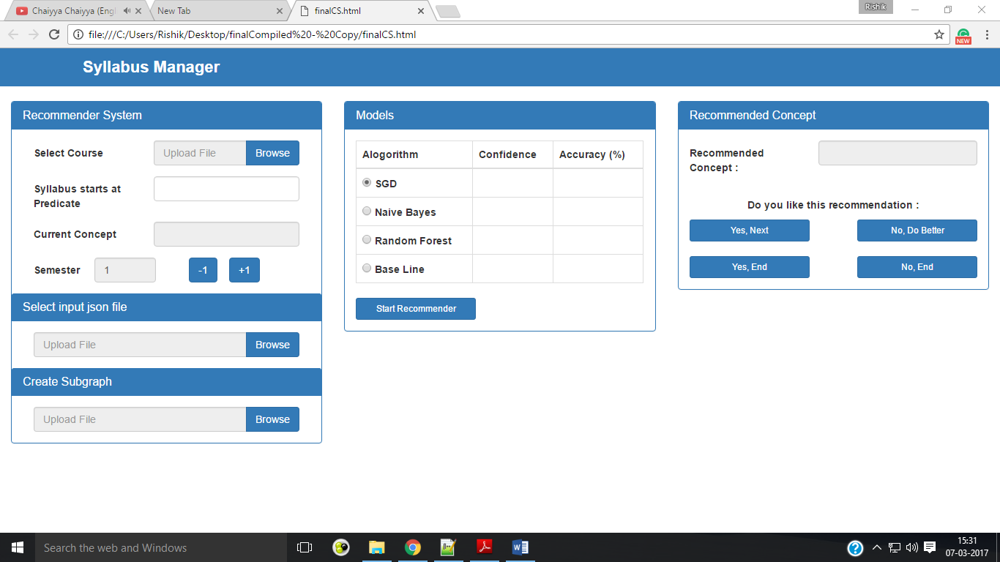 Chaiyya Chaiyya (Engl
New Tab
finalCS.html
Rishik
file:///C:/Users/Rishik/Desktop/finalCompiled%20-%20Copy/finalCS.html
NEW
Syllabus Manager
Recommender System
Select Course
Upload File
Browse
Syllabus starts at
Predicate
Current Concept
Semester
1
-1
+1
Select input json file
Upload File
Browse
Create Subgraph
Upload File
Browse
Models
Alogorithm
Confidence
Accuracy (%)
SGD
Naive Bayes
Random Forest
Base Line
Start Recommender
Recommended Concept
Recommended
Concept :
Do you like this recommendation :
Yes, Next
No, Do Better
Yes, End
No, End
Search the web and Windows
15:31
07-03-2017